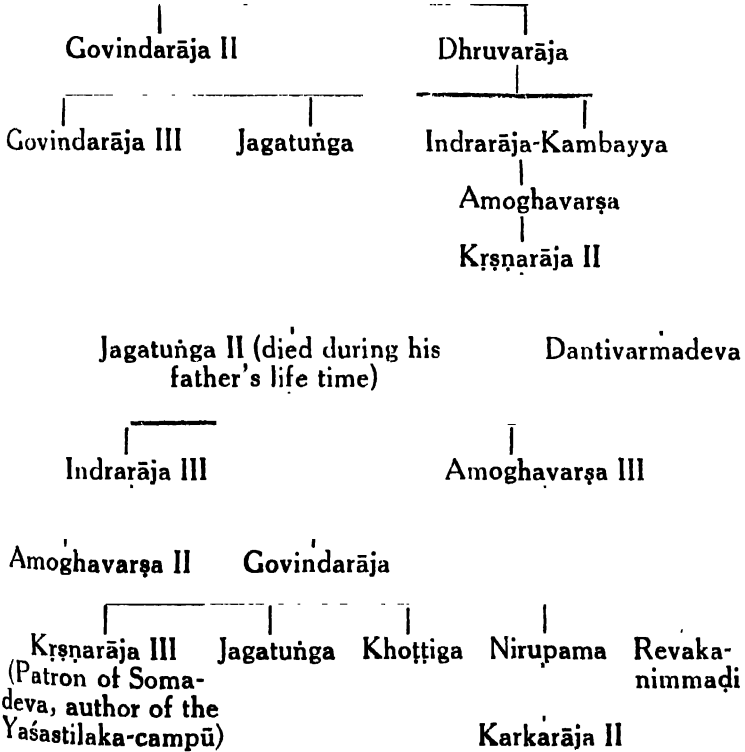 Govindarāja II Dhruvarāja
Govindarāja III Jagatuṅga Indrarāja-Kambayya
Amoghavarṣa
Kṛṣṇarāja II
Jagatuṅga II (died during his Dantivarmadeva
father's life time)
Indrarāja III Amoghavarṣa III
Amoghavarṣa II Govindarāja
Kṛṣṇarāja III Jagatuṅga Khoṭṭiga Nirupama Revaka-
(Patron of Soma- nimmaḍi
deva, author of the
Yaśastilaka-campū) Karkarāja II